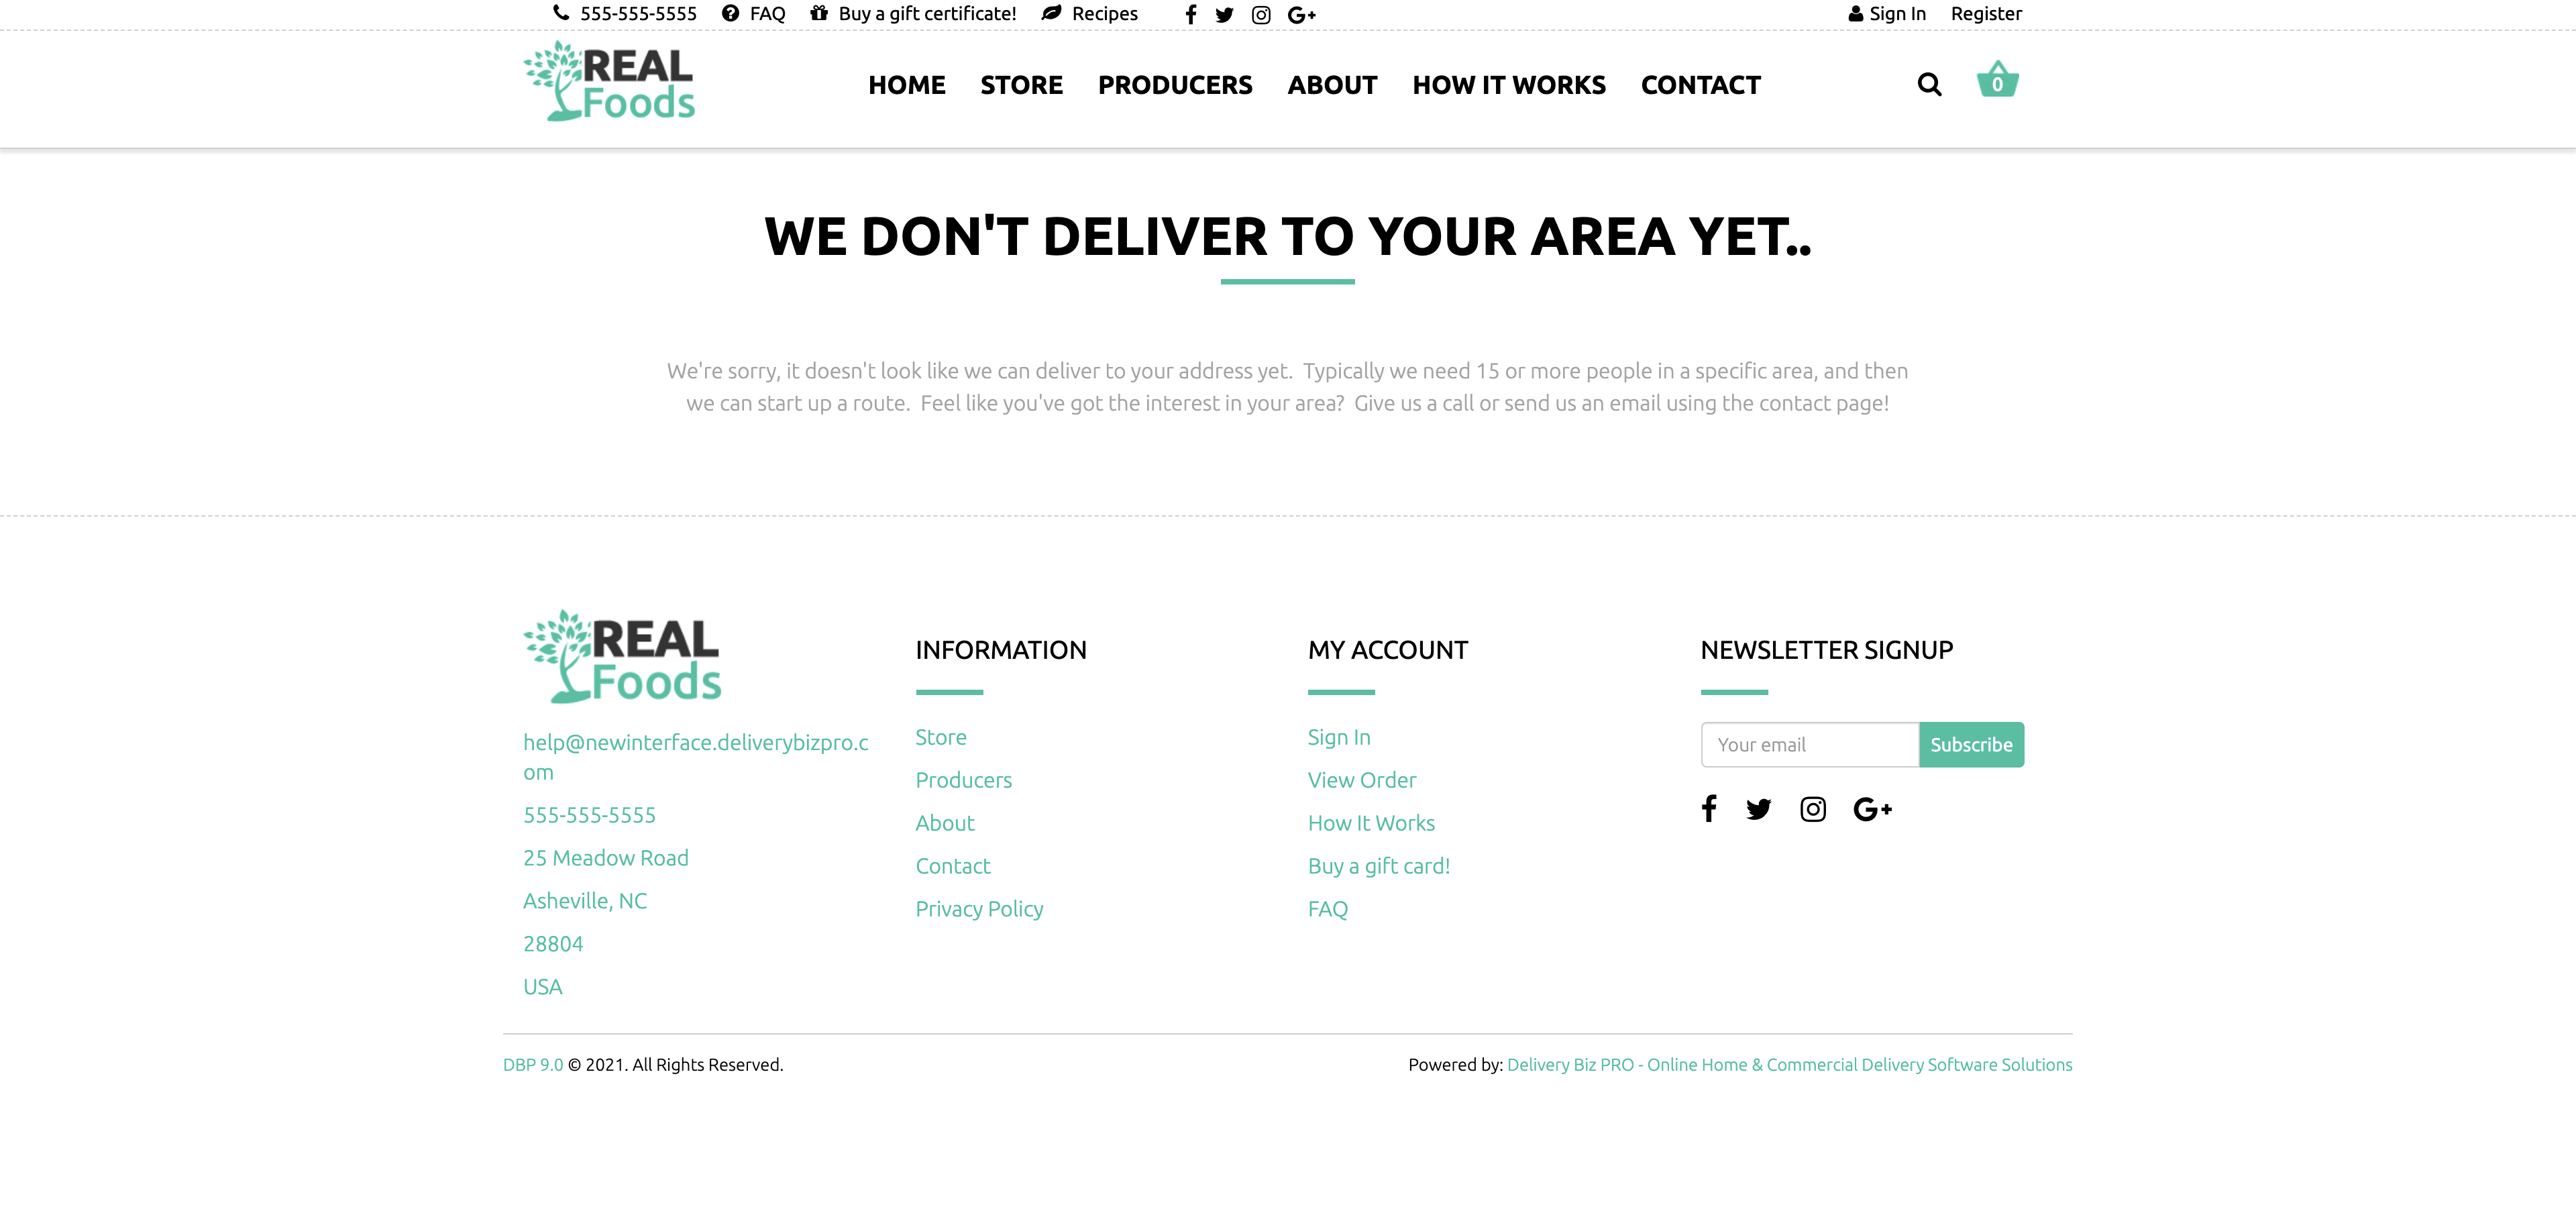 555-555-5555 FAQ Buy a gift certificate! Recipes Sign In Register
REAL
Foods
HOME STORE PRODUCERS ABOUT HOW IT WORKS CONTACT
0
WE DON'T DELIVER TO YOUR AREA YET..
We're sorry, it doesn't look like we can deliver to your address yet.  Typically we need 15 or more people in a specific area, and then
we can start up a route.  Feel like you've got the interest in your area?  Give us a call or send us an email using the contact page!
REAL
Foods
help@newinterface.deliverybizpro.c
om
555-555-5555
25 Meadow Road
Asheville, NC
28804
USA
INFORMATION
Store
Producers
About
Contact
Privacy Policy
MY ACCOUNT
Sign In
View Order
How It Works
Buy a gift card!
FAQ
NEWSLETTER SIGNUP
Your email Subscribe
DBP 9.0 © 2021. All Rights Reserved.
Powered by: Delivery Biz PRO - Online Home & Commercial Delivery Software Solutions